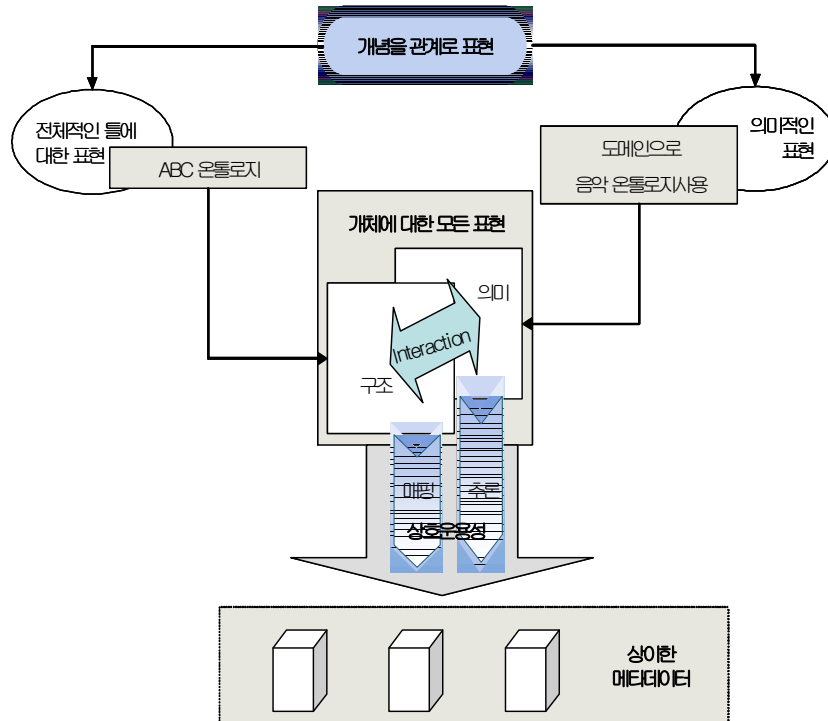 개념을 관계로 표현
전체적인 틀에
대한 표현
ABC 온톨로지
의미적인
표현
도메인으로
음악 온톨로지사용
개체에 대한 모든 표현
의미
Interaction
구조
매핑
추론
상호운용성
상이한
메타데이터